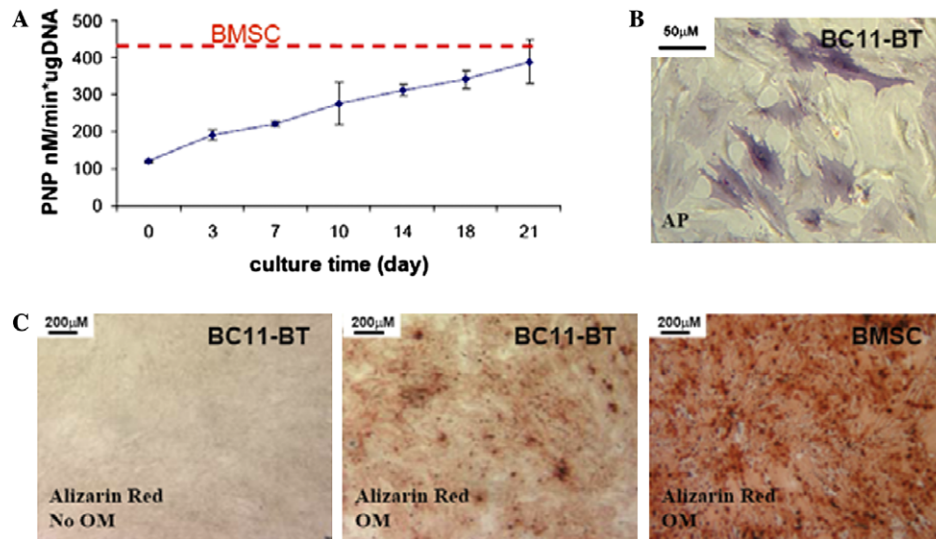 A
500
400
300
200
100
0
PNP nM/min*ugDNA
BMSC
0 3 7 10 14 18 21
culture time (day)
B
50µM
BC11-BT
AP
C
200µM
BC11-BT
Alizarin Red
No OM
200µM
BC11-BT
Alizarin Red
OM
200µM
BMSC
Alizarin Red
OM